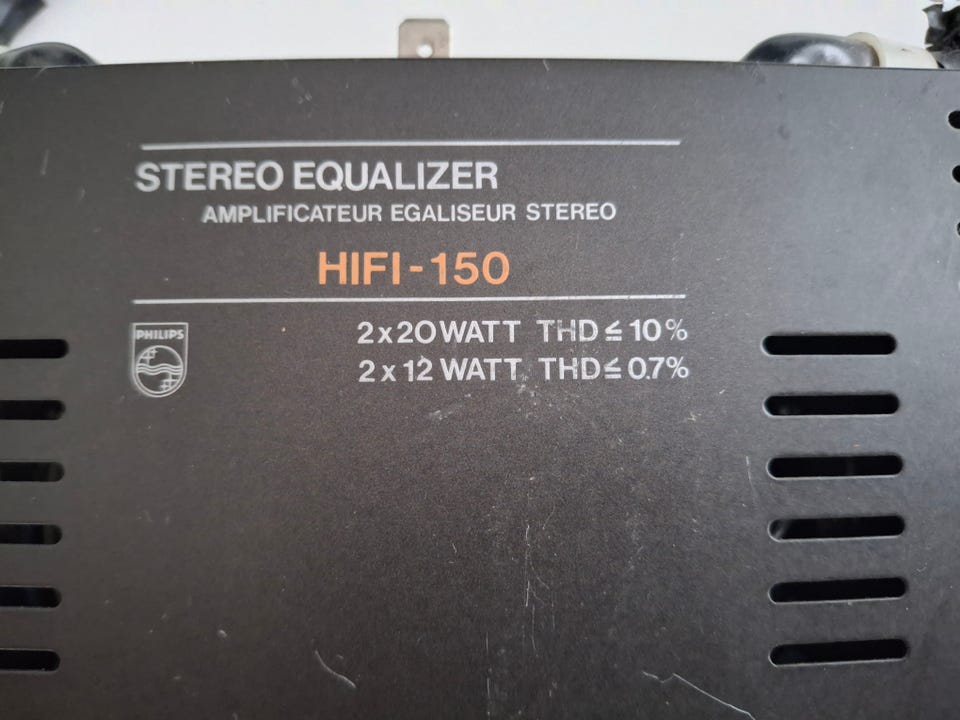 STEREO EQUALIZER
AMPLIFICATEUR EGALISEUR STEREO
HIFI-150
PHILIPS
2x20WATT THD≤10%
2x12 WATT THD≤0.7%